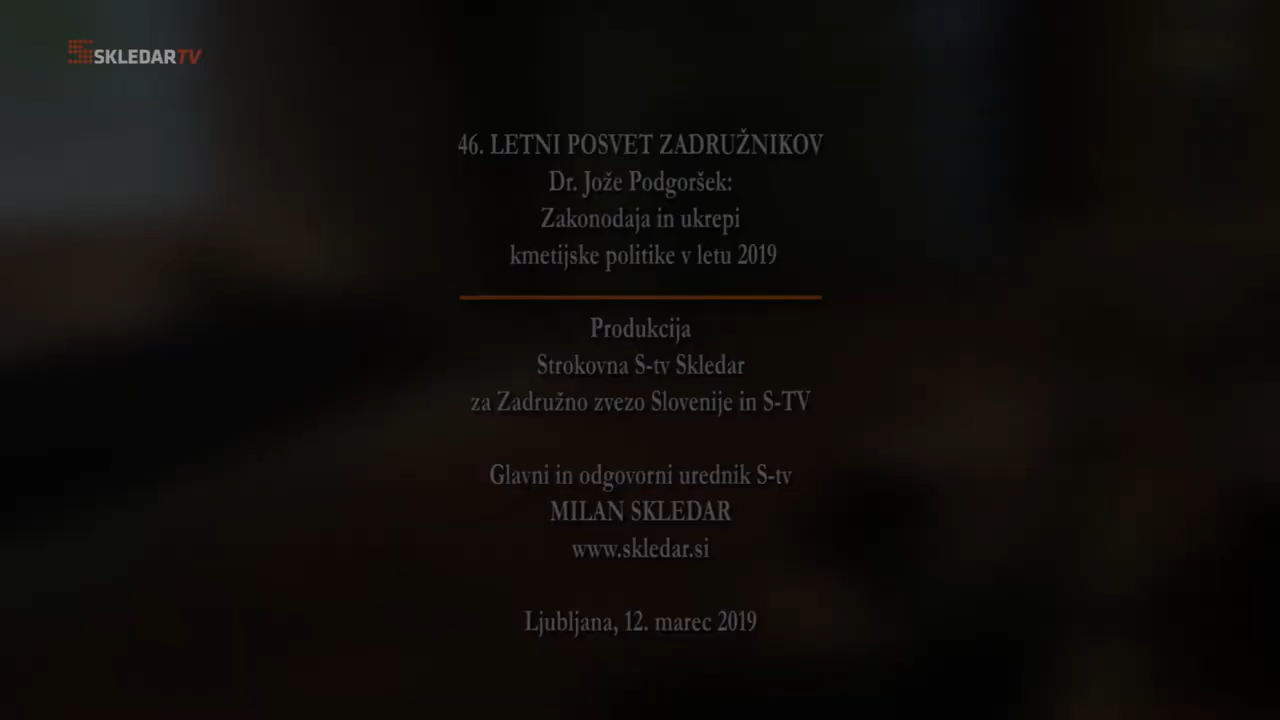 SKLEDARTV
46. LETNI POSVET ZADRUŽNIKOV
Dr. Jože Podgoršek:
Zakonodaja in ukrepi
kmetijske politike v letu 2019
Produkcija
Strokovna S-tv Skledar
za Zadružno zvezo Slovenije in S-TV
Glavni in odgovorni urednik S-tv
MILAN SKLEDAR
www.skledar.si
Ljubljana, 12. marec 2019